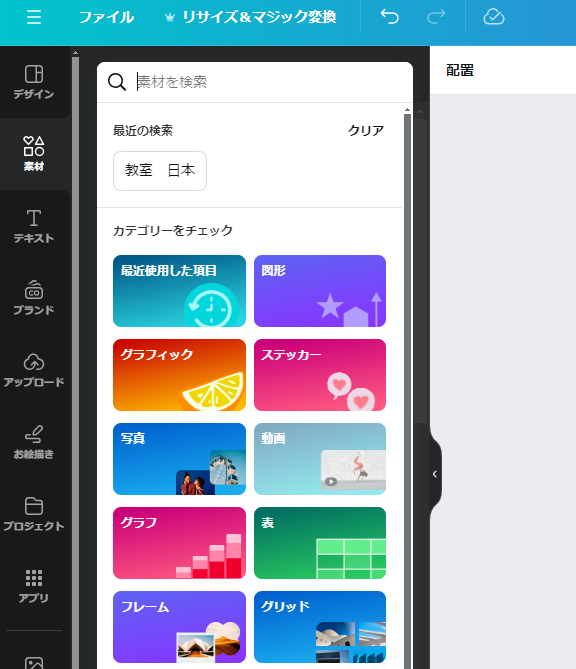 ファイル
リサイズ＆マジック変換
デザイン
素材
テキスト
ブランド
アップロード
お絵描き
プロジェクト
アプリ
素材を検索
最近の検索
クリア
教室 日本
カテゴリーをチェック
最近使用した項目
図形
グラフィック
ステッカー
写真
動画
グラフ
表
フレーム
グリッド
配置